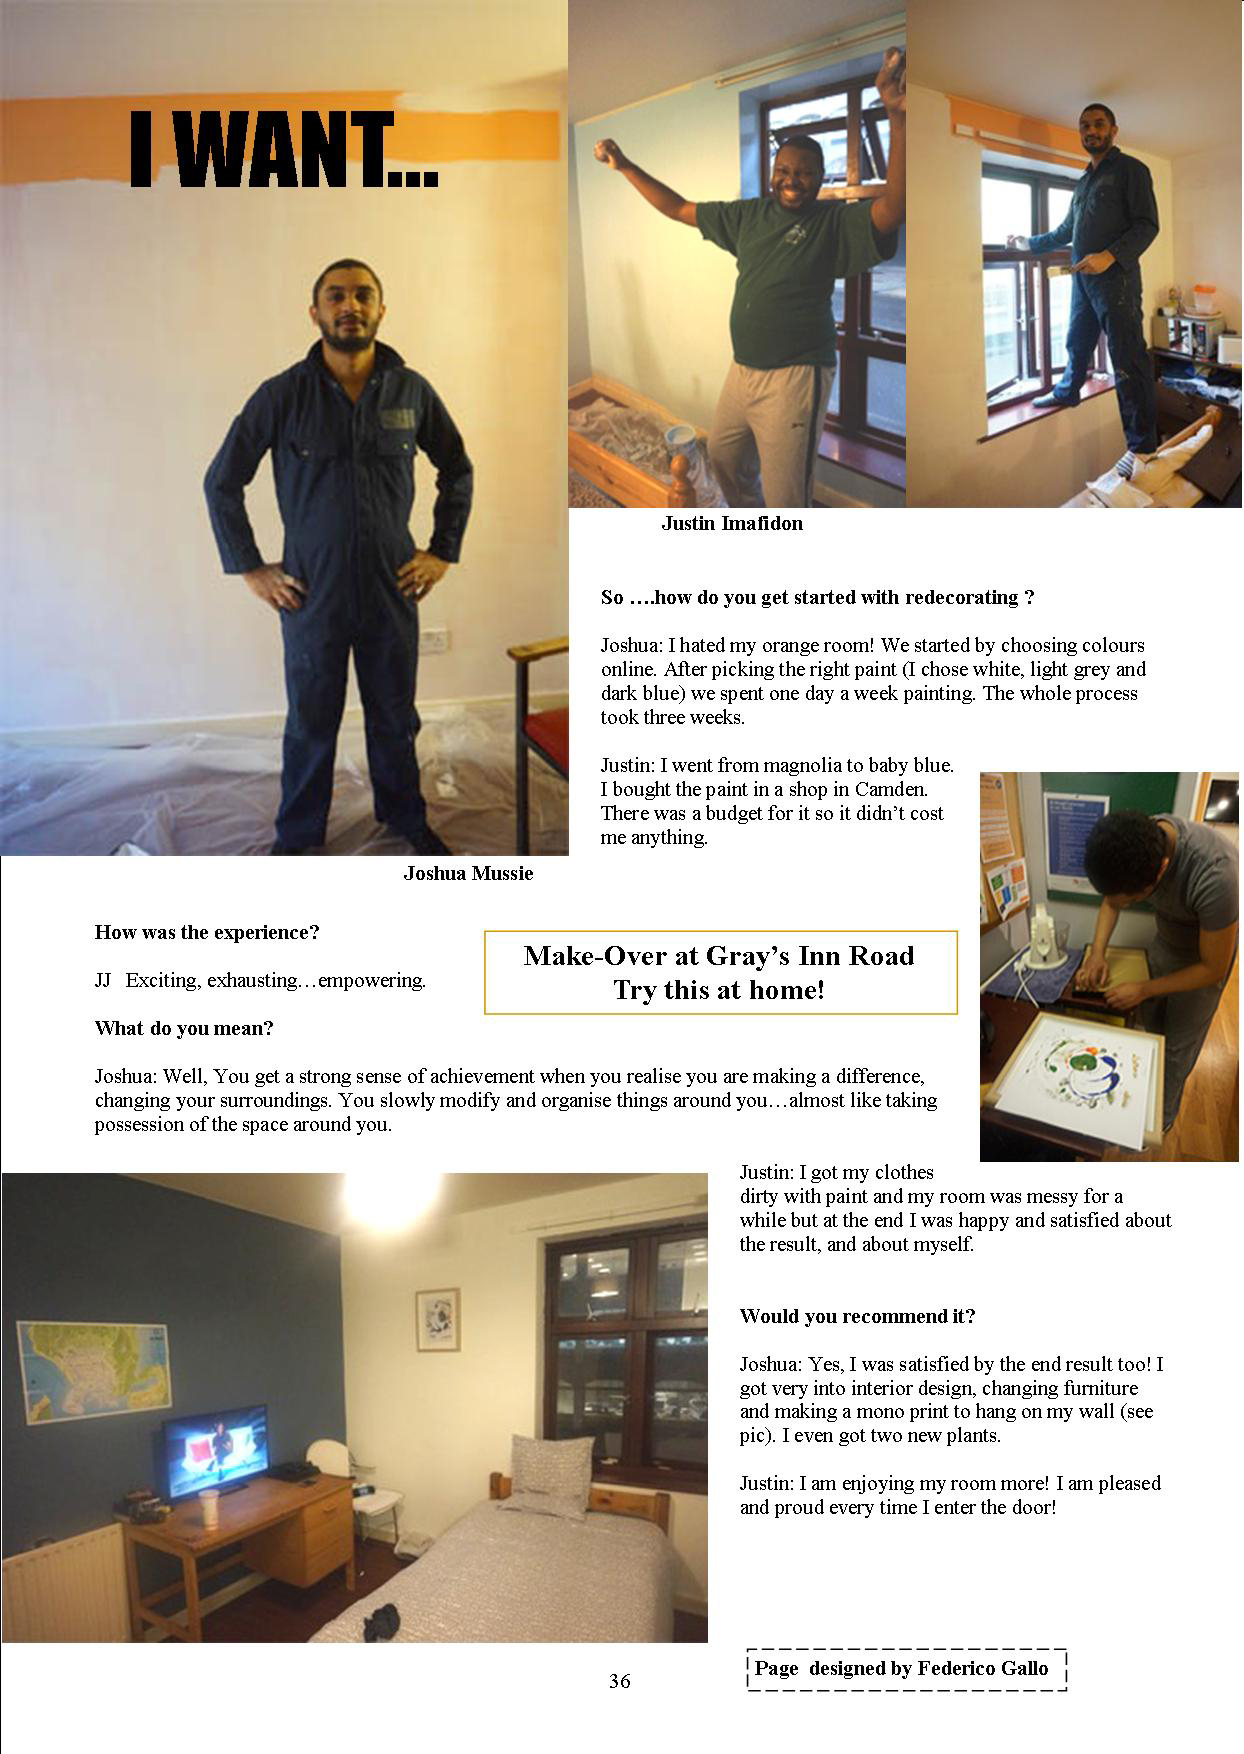 I WANT...
Justin Imafidon
So ….how do you get started with redecorating ?
Joshua: I hated my orange room! We started by choosing colours
online. After picking the right paint (I chose white, light grey and
dark blue) we spent one day a week painting. The whole process
took three weeks.
Justin: I went from magnolia to baby blue.
I bought the paint in a shop in Camden.
There was a budget for it so it didn’t cost
me anything.
Joshua Mussie
How was the experience?
JJ   Exciting, exhausting…empowering.
Make-Over at Gray’s Inn Road
Try this at home!
What do you mean?
Joshua: Well, You get a strong sense of achievement when you realise you are making a difference,
changing your surroundings. You slowly modify and organise things around you…almost like taking
possession of the space around you.
Justin: I got my clothes
dirty with paint and my room was messy for a
while but at the end I was happy and satisfied about
the result, and about myself.
Would you recommend it?
Joshua: Yes, I was satisfied by the end result too! I
got very into interior design, changing furniture
and making a mono print to hang on my wall (see
pic). I even got two new plants.
Justin: I am enjoying my room more! I am pleased
and proud every time I enter the door!
Page  designed by Federico Gallo
36